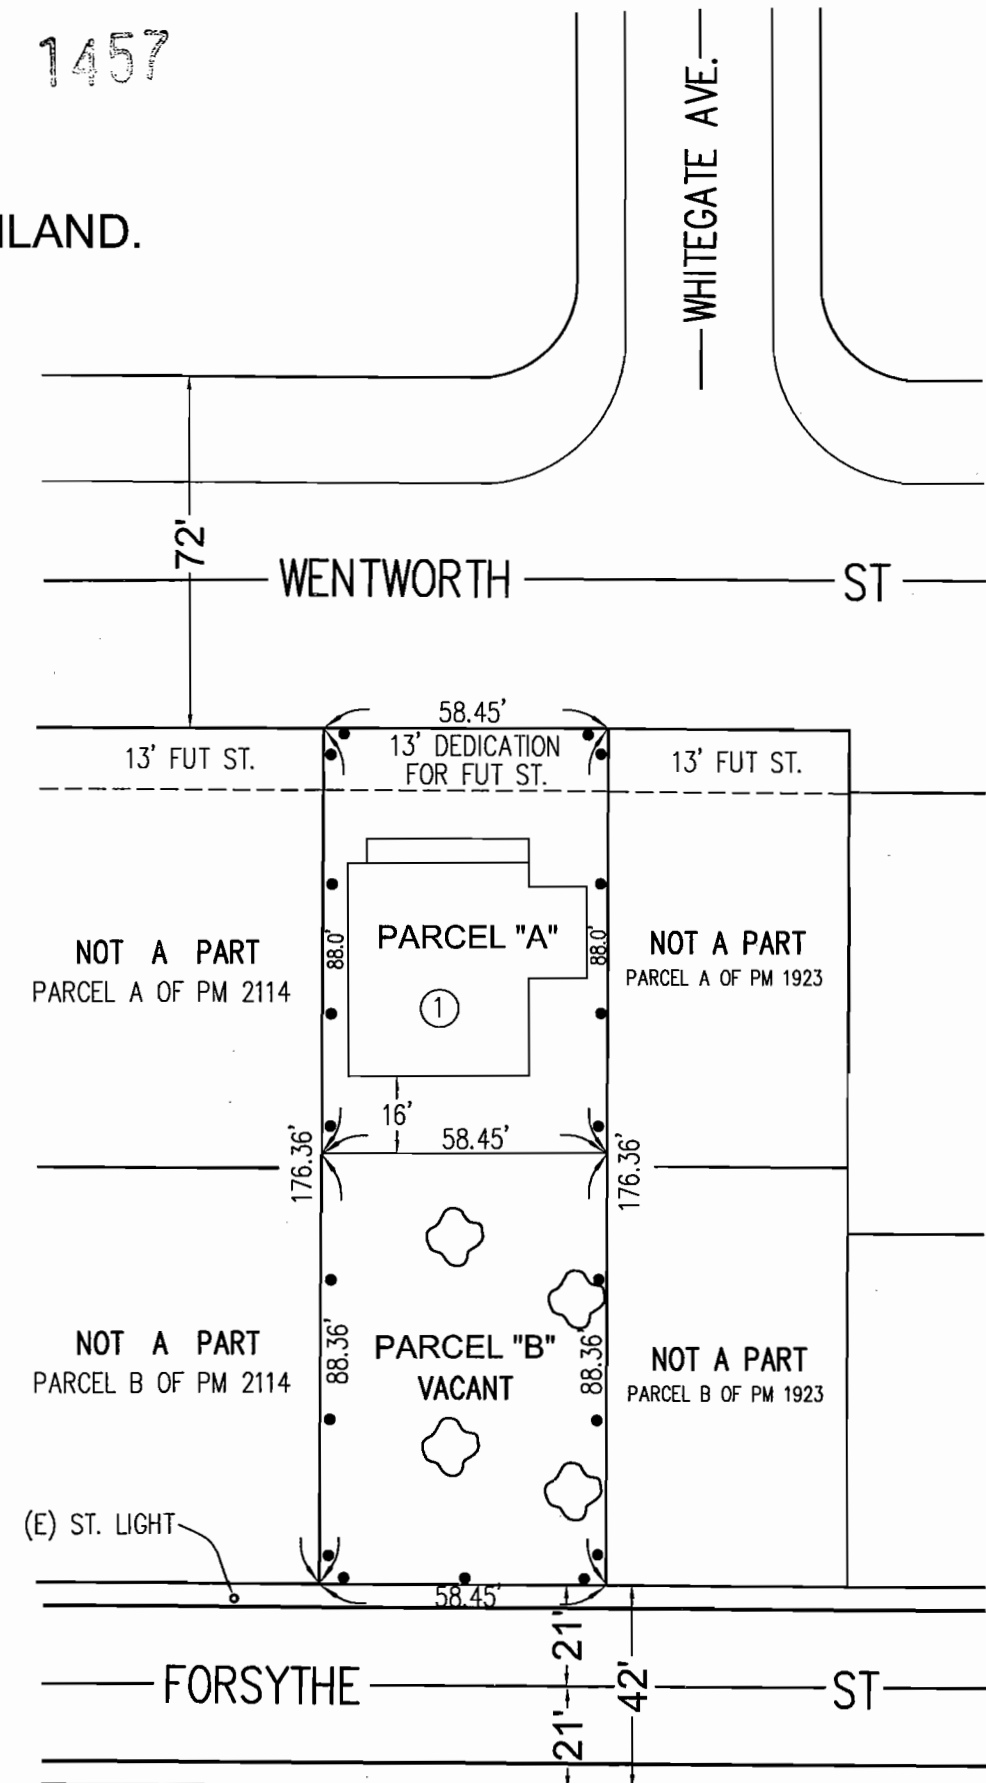 1457
ILAND.
WHITEGATE AVE.
72'
WENTWORTH ST
58.45'
13' FUT ST.
13' DEDICATION
FOR FUT ST.
13' FUT ST.
NOT A PART
PARCEL A OF PM 2114
88.0'
PARCEL "A"
1
88.0'
NOT A PART
PARCEL A OF PM 1923
16'
58.45'
176.36'
176.36'
NOT A PART
PARCEL B OF PM 2114
88.36'
PARCEL "B"
VACANT
88.36'
NOT A PART
PARCEL B OF PM 1923
(E) ST. LIGHT
58.45'
21'
42'
FORSYTHE ST
21'